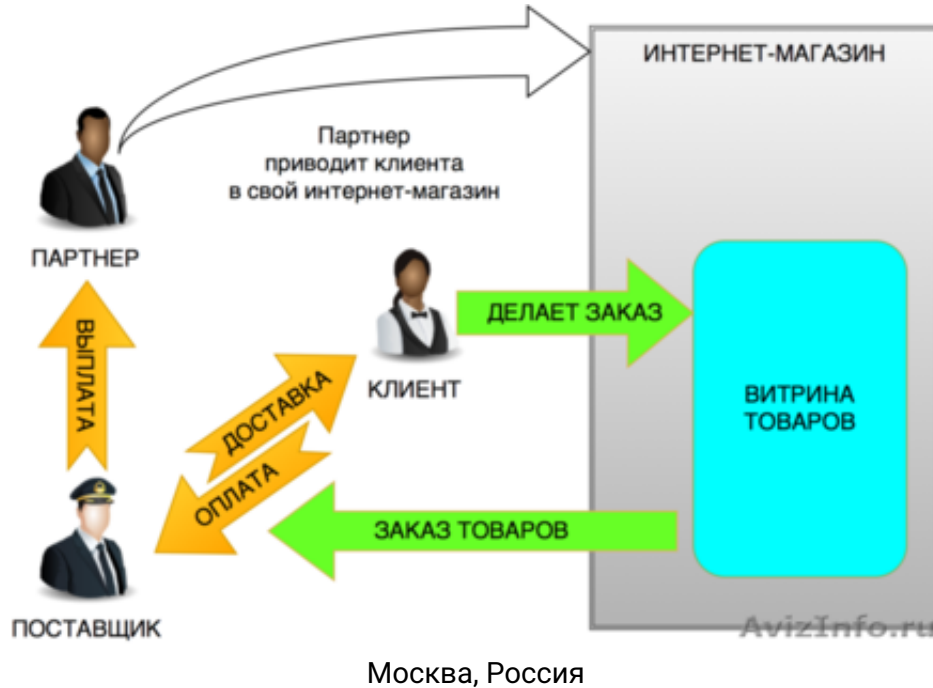 ИНТЕРНЕТ-МАГАЗИН
Партнер
приводит клиента
в свой интернет-магазин
ПАРТНЕР
ВЫПЛАТА
ДЕЛАЕТ ЗАКАЗ
КЛИЕНТ
ДОСТАВКА
ОПЛАТА
ВИТРИНА
ТОВАРОВ
ЗАКАЗ ТОВАРОВ
ПОСТАВЩИК
AvizInfo.ru
Москва, Россия